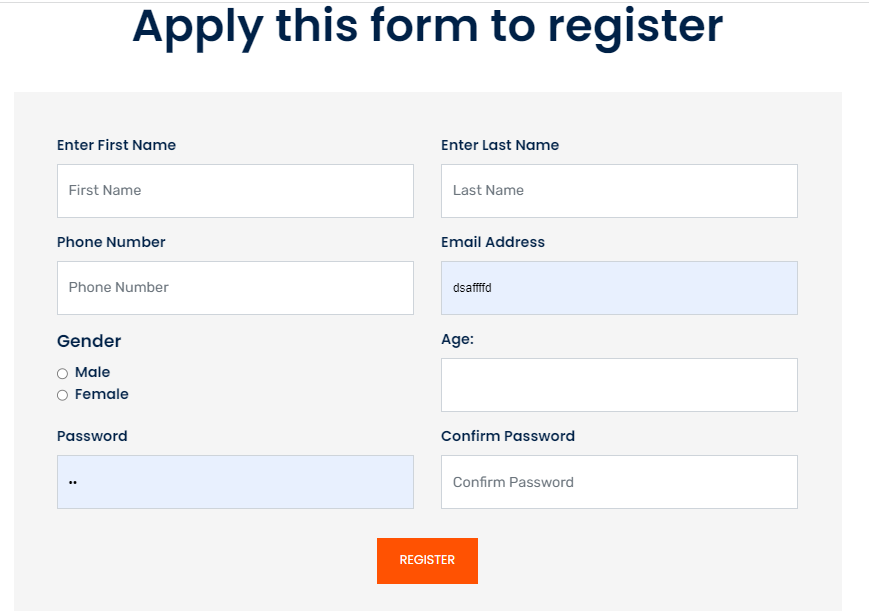 Apply this form to register
Enter First Name
Enter Last Name
First Name
Last Name
Phone Number
Email Address
Phone Number
dsaffffd
Gender
Age:
Male
Female
Password
Confirm Password
••
Confirm Password
REGISTER